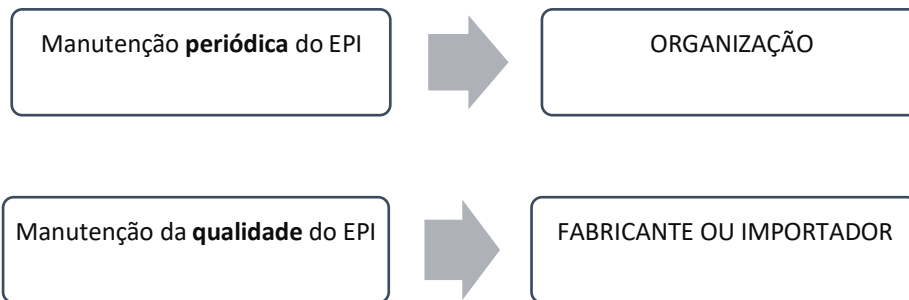 Manutenção periódica do EPI
ORGANIZAÇÃO
Manutenção da qualidade do EPI
FABRICANTE OU IMPORTADOR